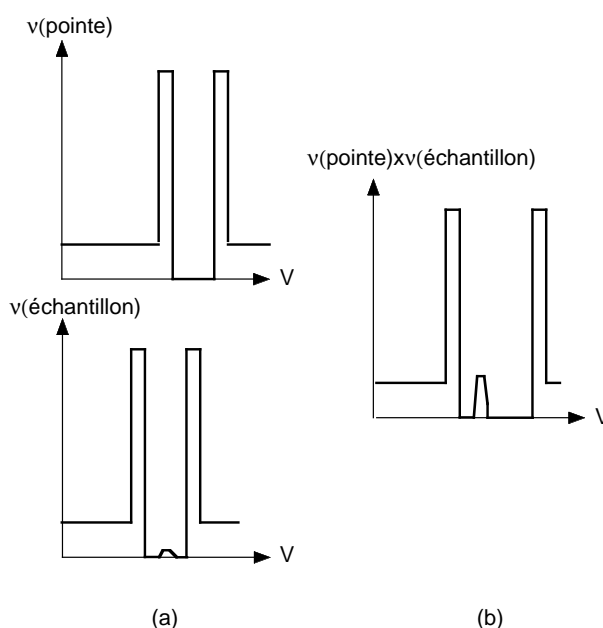 ν(pointe)
V
ν(échantillon)
V
(a)
ν(pointe)xν(échantillon)
V
(b)